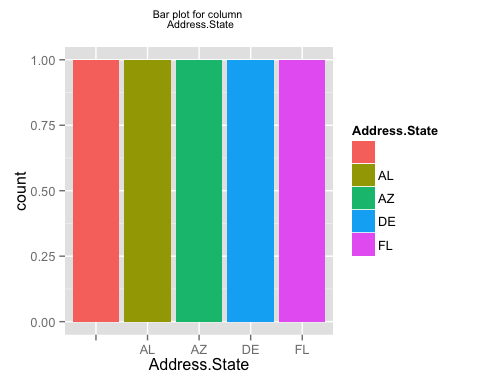 Bar plot for column
Address.State
1.00
0.75
0.50
0.25
0.00
count
AL AZ DE FL
Address.State
Address.State
AL
AZ
DE
FL